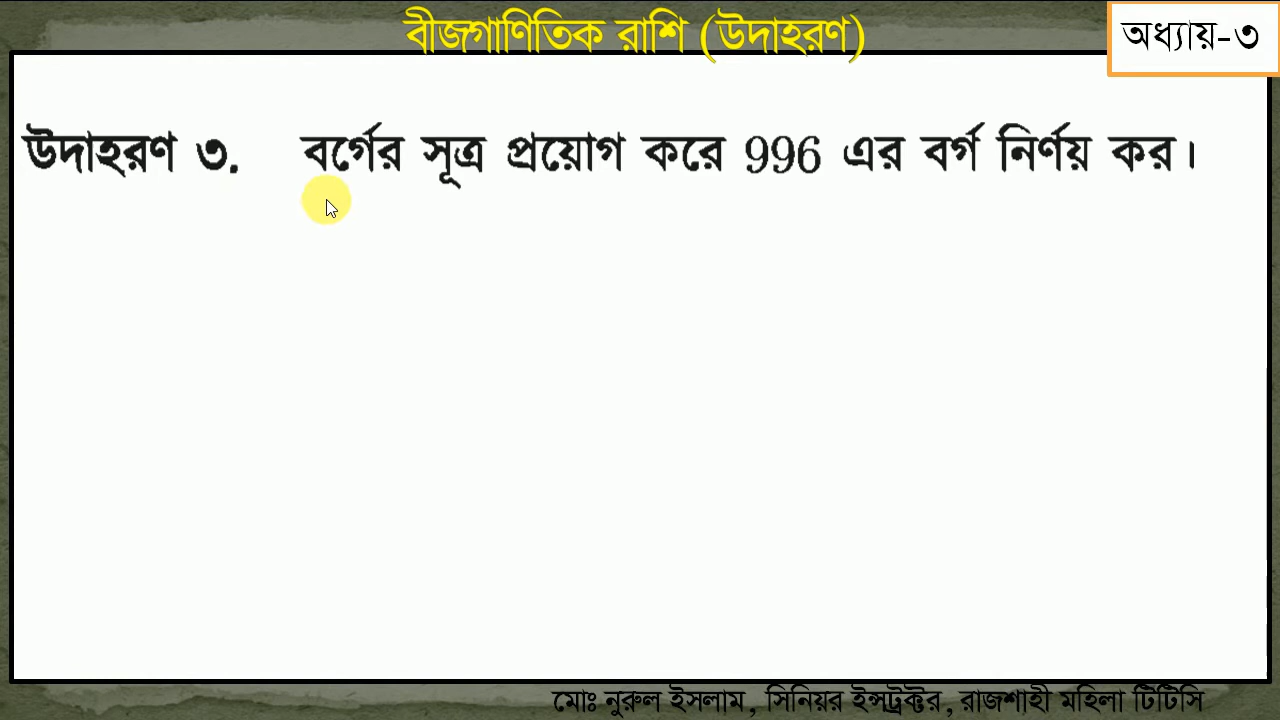 বীজগাণিতিক রাশি (উদাহরণ)
অধ্যায়-৩
উদাহরণ ৩. বর্গের সূত্র প্রয়োগ করে 996 এর বর্গ নির্ণয় কর।
মোঃ নুরুল ইসলাম, সিনিয়র ইন্সট্রক্টর, রাজশাহী মহিলা টিটিসি